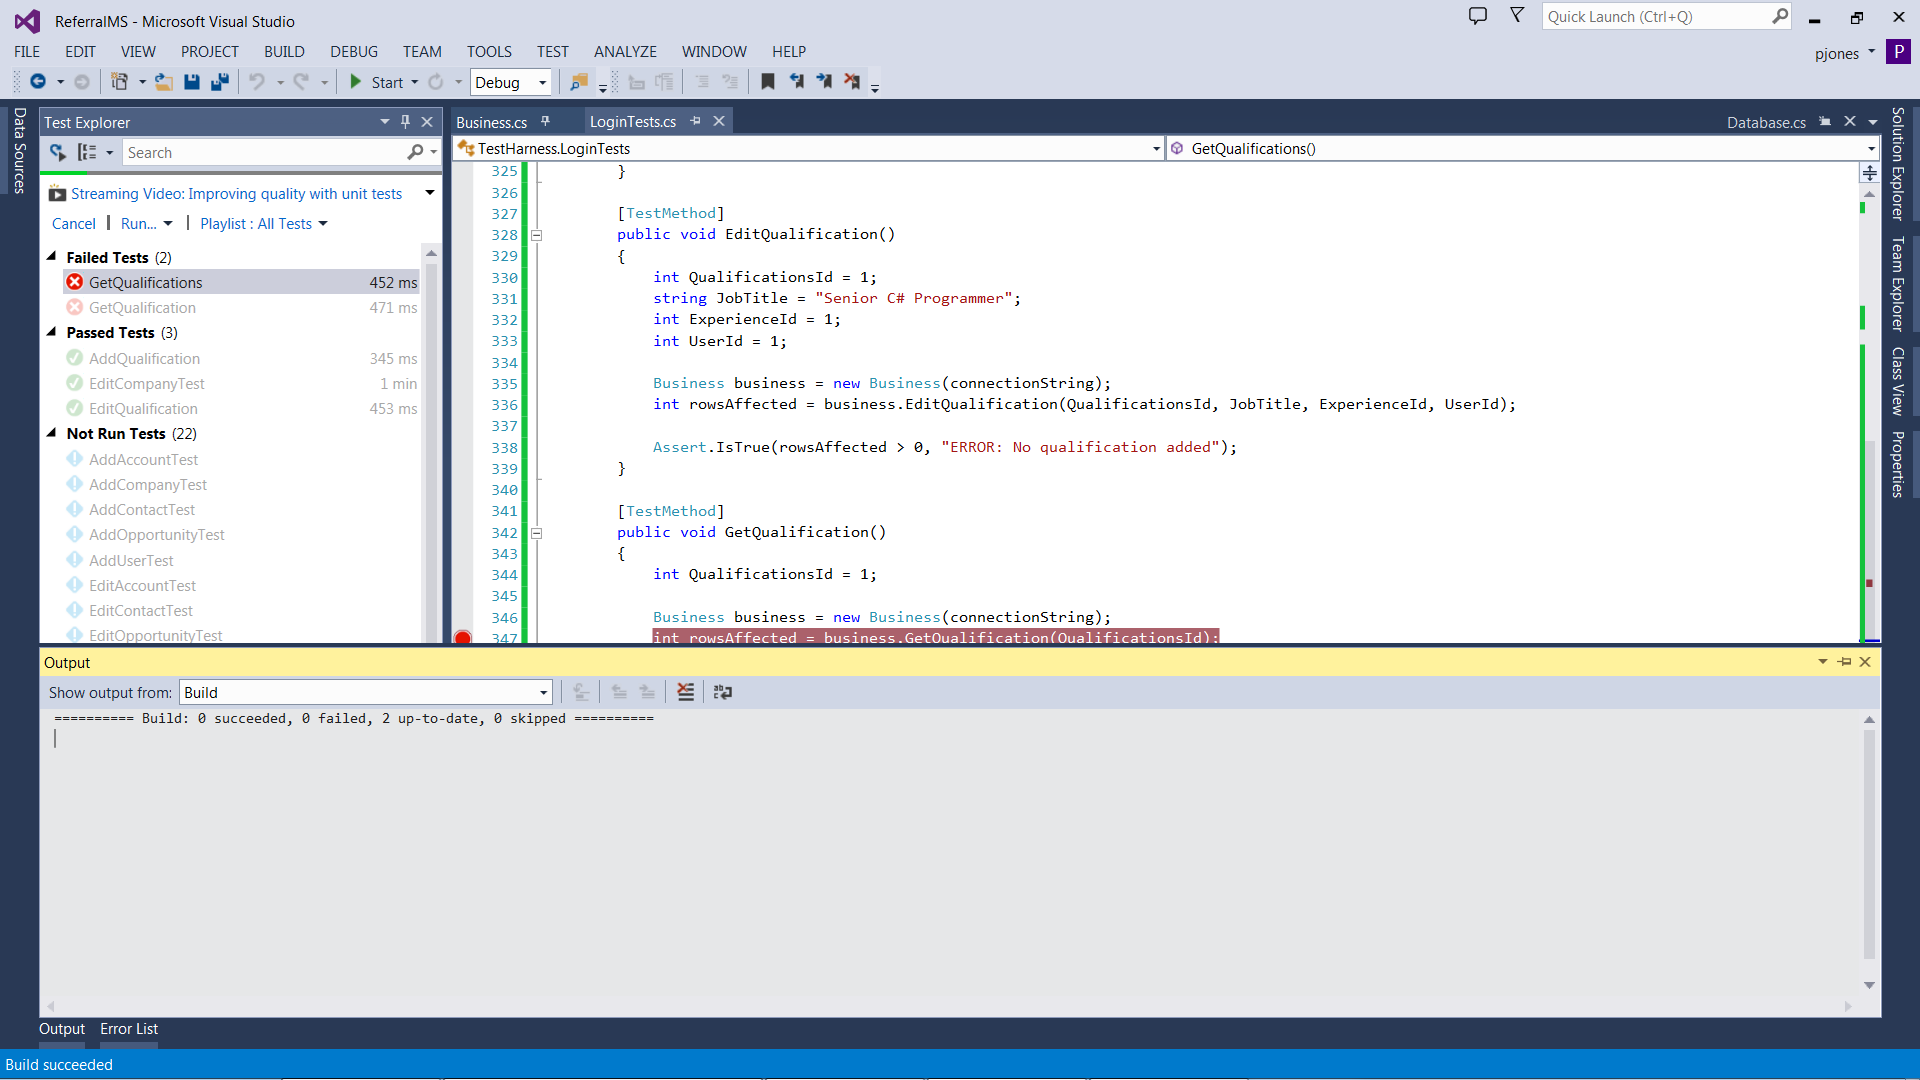 ReferralMS - Microsoft Visual Studio
Quick Launch (Ctrl+Q)
FILE EDIT VIEW PROJECT BUILD DEBUG TEAM TOOLS TEST ANALYZE WINDOW HELP
pjones P
Start Debug
Data Sources
Test Explorer
Search
Streaming Video: Improving quality with unit tests
Cancel | Run... | Playlist : All Tests
Failed Tests (2)
GetQualifications 452 ms
GetQualification 471 ms
Passed Tests (3)
AddQualification 345 ms
EditCompanyTest 1 min
EditQualification 453 ms
Not Run Tests (22)
AddAccountTest
AddCompanyTest
AddContactTest
AddOpportunityTest
AddUserTest
EditAccountTest
EditContactTest
EditOpportunityTest
Business.cs LoginTests.cs Database.cs
TestHarness.LoginTests GetQualifications()
325 }
326
327 [TestMethod]
328 public void EditQualification()
329 {
330 int QualificationsId = 1;
331 string JobTitle = "Senior C# Programmer";
332 int ExperienceId = 1;
333 int UserId = 1;
334
335 Business business = new Business(connectionString);
336 int rowsAffected = business.EditQualification(QualificationsId, JobTitle, ExperienceId, UserId);
337
338 Assert.IsTrue(rowsAffected > 0, "ERROR: No qualification added");
339 }
340
341 [TestMethod]
342 public void GetQualification()
343 {
344 int QualificationsId = 1;
345
346 Business business = new Business(connectionString);
347 int rowsAffected = business.GetQualification(QualificationsId);
Solution Explorer
Team Explorer
Class View
Properties
Output
Show output from: Build
========== Build: 0 succeeded, 0 failed, 2 up-to-date, 0 skipped ==========
Output Error List
Build succeeded